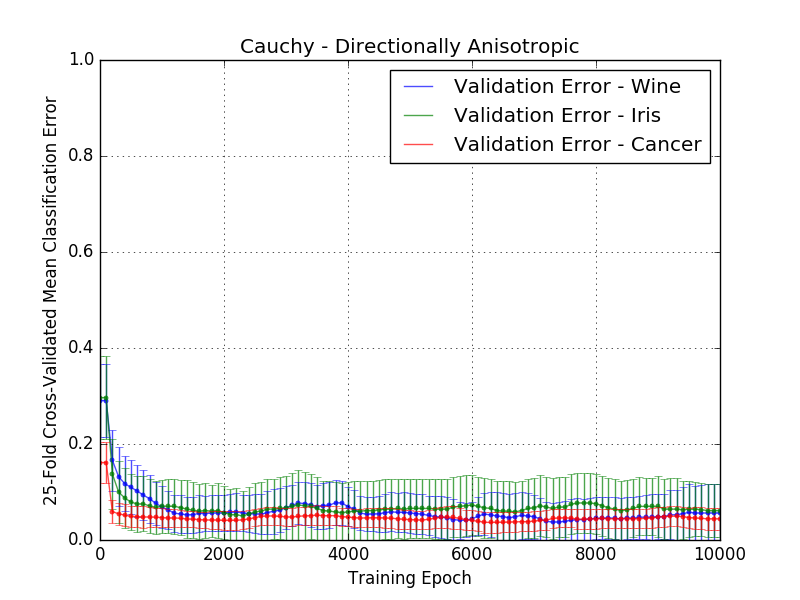 Cauchy - Directionally Anisotropic
Validation Error - Wine
Validation Error - Iris
Validation Error - Cancer
25-Fold Cross-Validated Mean Classification Error
1.0
0.8
0.6
0.4
0.2
0.0
0 2000 4000 6000 8000 10000
Training Epoch